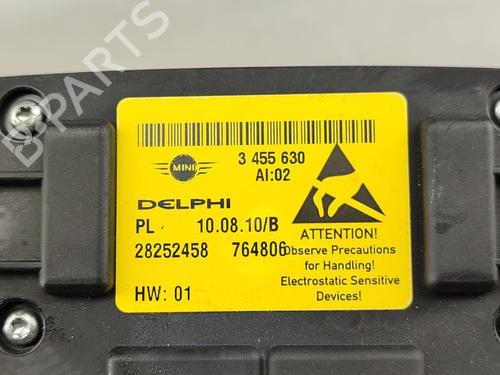 MINI
3 455 630
AI:02
DELPHI
PL 10.08.10/B
28252458 764806
HW: 01
ATTENTION!
Observe Precautions
for Handling!
Electrostatic Sensitive
Devices!